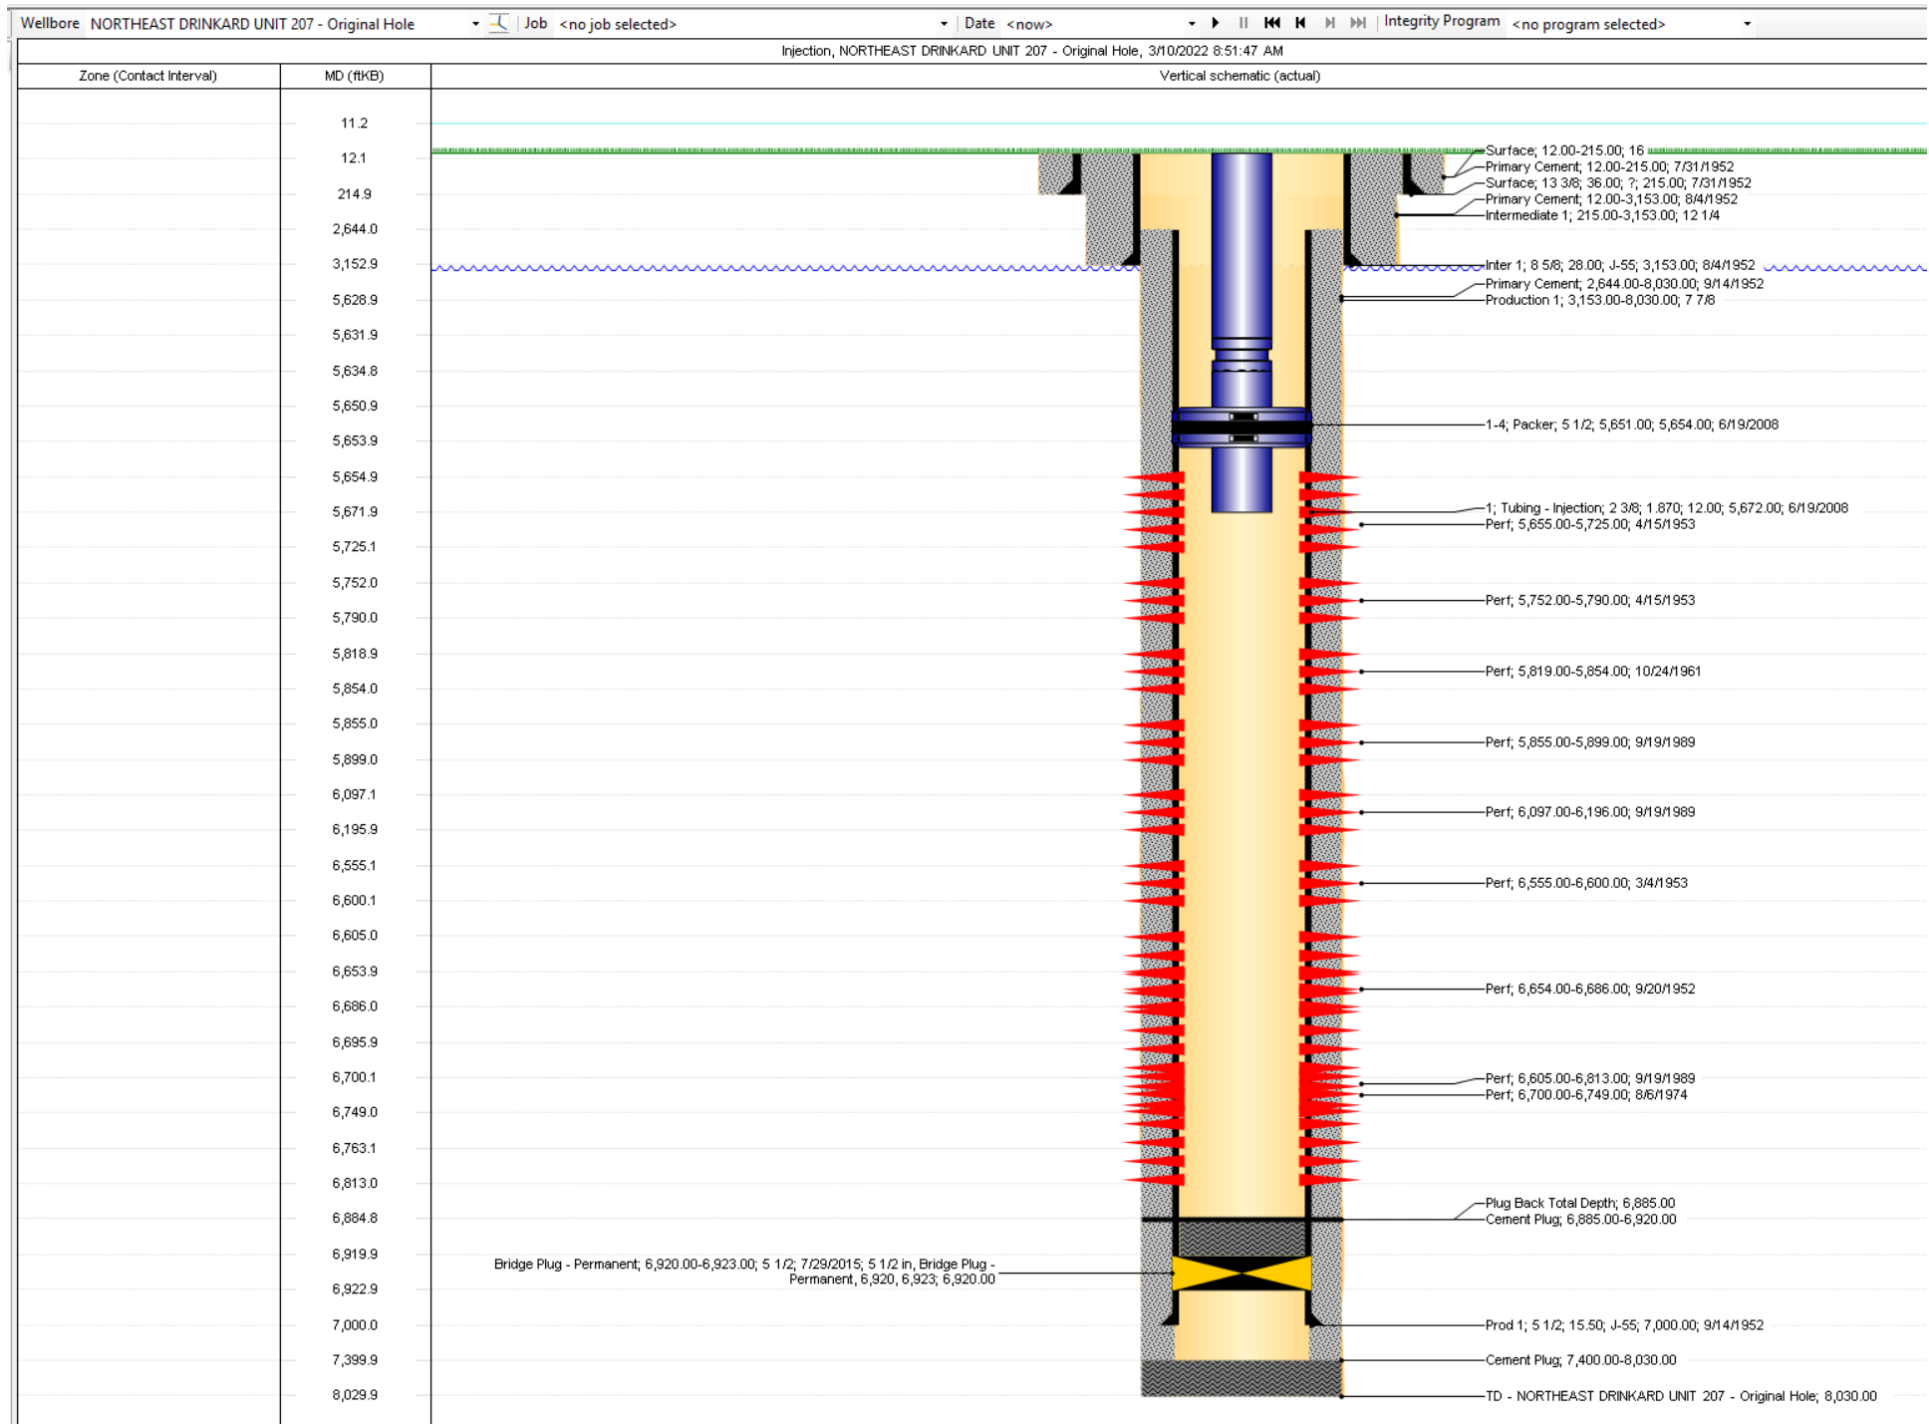 Wellbore NORTHEAST DRINKARD UNIT 207 - Original Hole Job <no job selected> Date <now> Integrity Program <no program selected>
Injection, NORTHEAST DRINKARD UNIT 207 - Original Hole, 3/10/2022 8:51:47 AM
Zone (Contact Interval) MD (ftKB) Vertical schematic (actual)
11.2
12.1
214.9
2,644.0
3,152.9
5,628.9
5,631.9
5,634.8
5,650.9
5,653.9
5,654.9
5,671.9
5,725.1
5,752.0
5,790.0
5,818.9
5,854.0
5,855.0
5,899.0
6,097.1
6,195.9
6,555.1
6,600.1
6,605.0
6,653.9
6,686.0
6,695.9
6,700.1
6,749.0
6,763.1
6,813.0
6,884.8
6,919.9
6,922.9
7,000.0
7,399.9
8,029.9
Bridge Plug - Permanent; 6,920.00-6,923.00; 5 1/2; 7/29/2015; 5 1/2 in, Bridge Plug -
Permanent, 6,920, 6,923; 6,920.00
Surface; 12.00-215.00; 16
Primary Cement; 12.00-215.00; 7/31/1952
Surface; 13 3/8; 36.00; ?; 215.00; 7/31/1952
Primary Cement; 12.00-3,153.00; 8/4/1952
Intermediate 1; 215.00-3,153.00; 12 1/4
Inter 1; 8 5/8; 28.00; J-55; 3,153.00; 8/4/1952
Primary Cement; 2,644.00-8,030.00; 9/14/1952
Production 1; 3,153.00-8,030.00; 7 7/8
1-4; Packer; 5 1/2; 5,651.00; 5,654.00; 6/19/2008
1; Tubing - Injection; 2 3/8; 1.870; 12.00; 5,672.00; 6/19/2008
Perf; 5,655.00-5,725.00; 4/15/1953
Perf; 5,752.00-5,790.00; 4/15/1953
Perf; 5,819.00-5,854.00; 10/24/1961
Perf; 5,855.00-5,899.00; 9/19/1989
Perf; 6,097.00-6,196.00; 9/19/1989
Perf; 6,555.00-6,600.00; 3/4/1953
Perf; 6,654.00-6,686.00; 9/20/1952
Perf; 6,605.00-6,813.00; 9/19/1989
Perf; 6,700.00-6,749.00; 8/6/1974
Plug Back Total Depth; 6,885.00
Cement Plug; 6,885.00-6,920.00
Prod 1; 5 1/2; 15.50; J-55; 7,000.00; 9/14/1952
Cement Plug; 7,400.00-8,030.00
TD - NORTHEAST DRINKARD UNIT 207 - Original Hole; 8,030.00